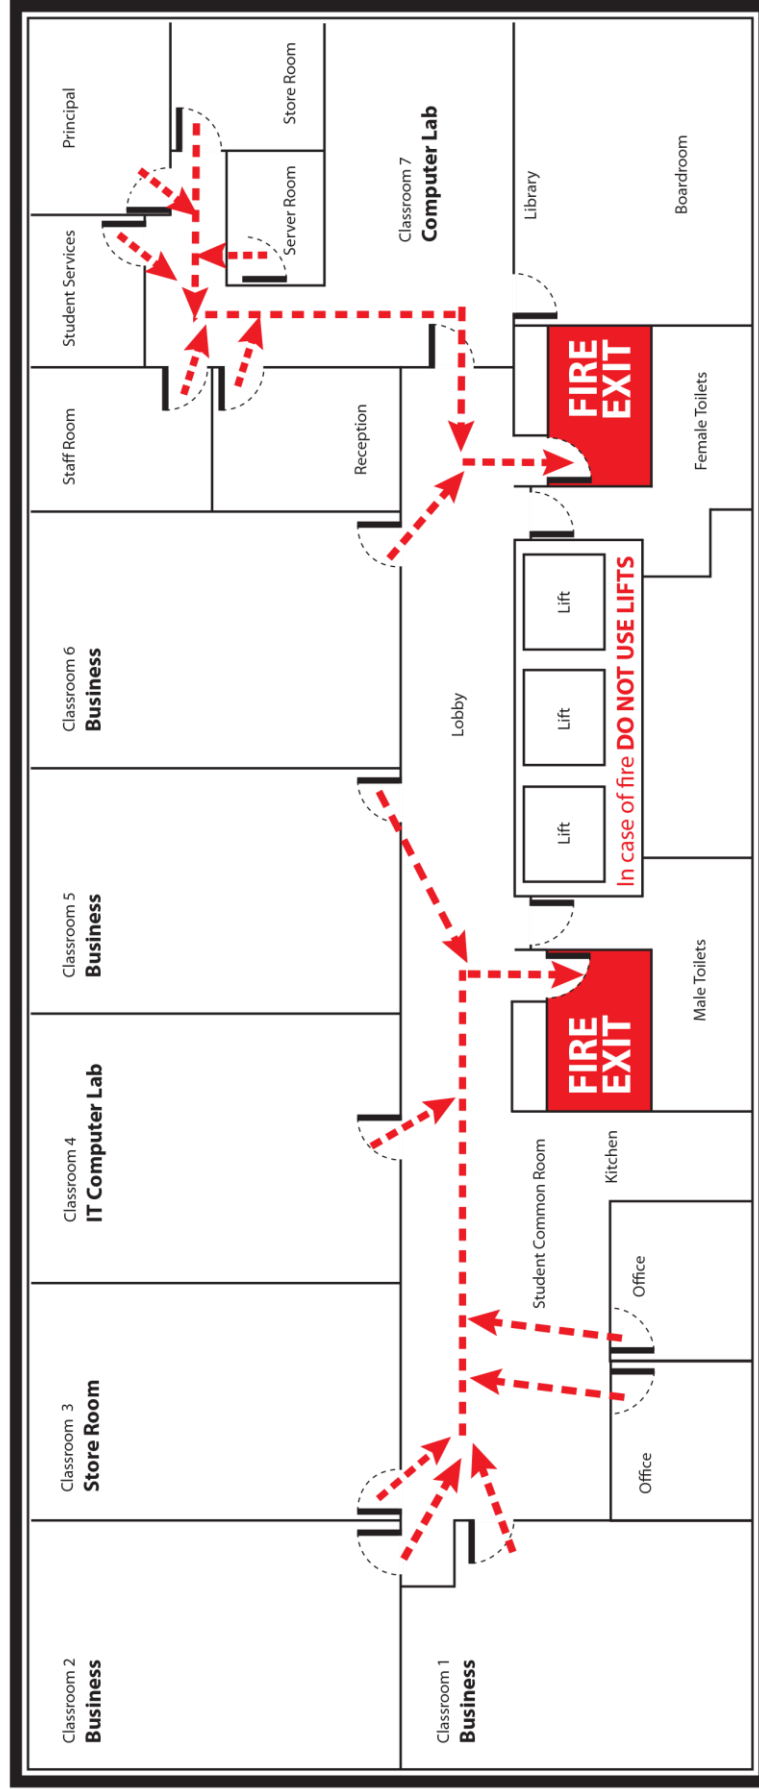 Classroom 2
Business
Classroom 3
Store Room
Classroom 4
IT Computer Lab
Classroom 5
Business
Classroom 6
Business
Staff Room
Student Services
Principal
Reception
Server Room
Store Room
Classroom 7
Computer Lab
Classroom 1
Business
Lobby
Student Common Room
Library
Lift
Lift
Lift
In case of fire DO NOT USE LIFTS
FIRE
EXIT
FIRE
EXIT
Kitchen
Office
Office
Male Toilets
Female Toilets
Boardroom